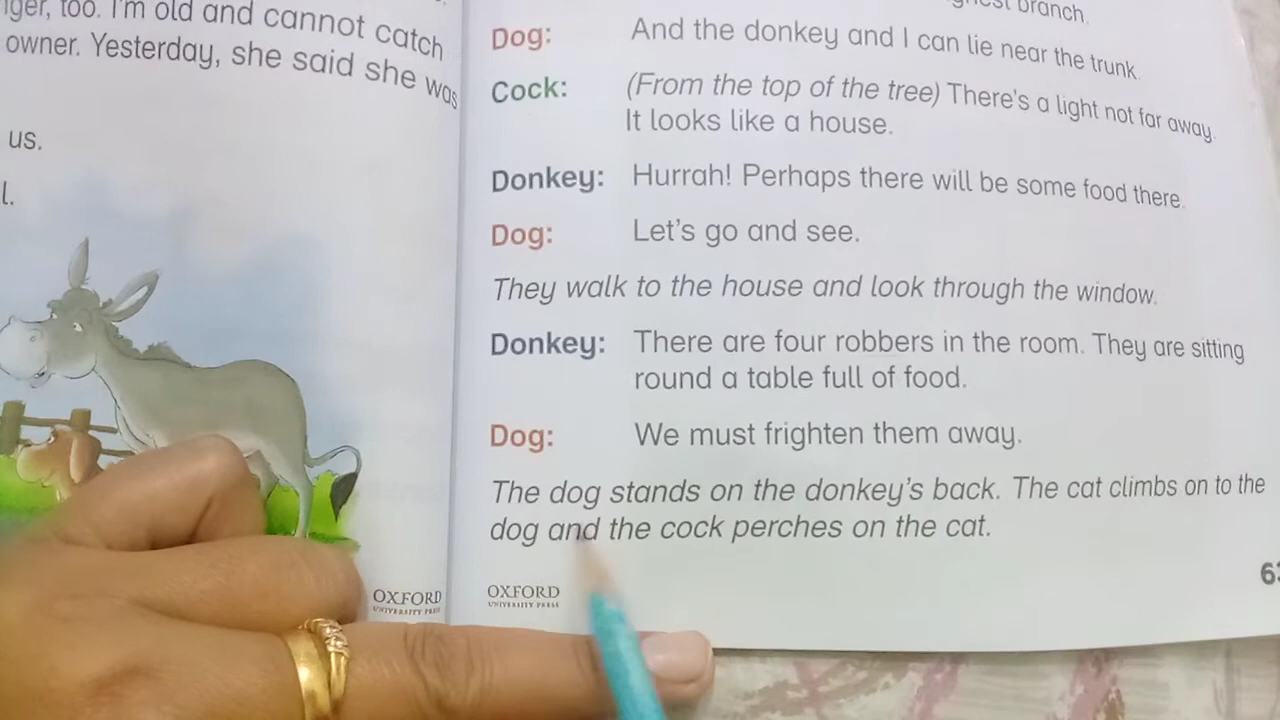 too. I'm old and cannot catch
owner. Yesterday, she said she was
us.
branch.
Dog: And the donkey and I can lie near the trunk.
Cock: (From the top of the tree) There's a light not far away.
It looks like a house.
Donkey: Hurrah! Perhaps there will be some food there.
Dog: Let's go and see.
They walk to the house and look through the window.
Donkey: There are four robbers in the room. They are sitting
round a table full of food.
Dog: We must frighten them away.
The dog stands on the donkey's back. The cat climbs on to the
dog and the cock perches on the cat.
OXFORD
UNIVERSITY PRESS
OXFORD
UNIVERSITY PRESS